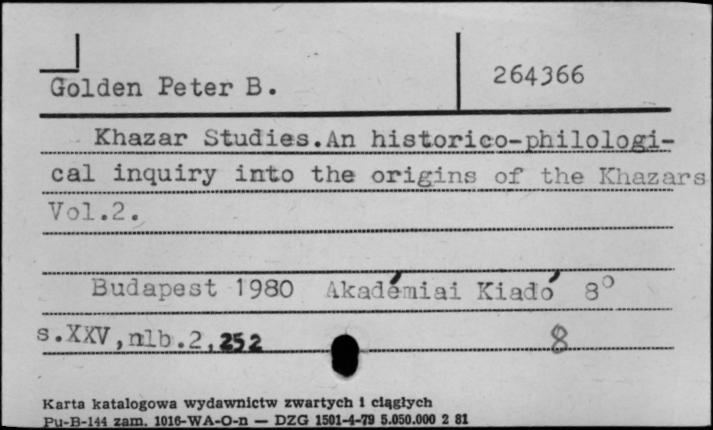 Golden Peter B.
264366
Khazar Studies.An historico-philologi-
cal inquiry into the origins of the Khazars
Vol.2.
Budapest 1980 Akadémiai Kiadó 8°
s.XXV,nlb.2,252
8
Karta katalogowa wydawnictw zwartych i ciągłych
Pu-B-144 zam. 1016-WA-O-n — DZG 1501-4-79 5.050.000 2 81